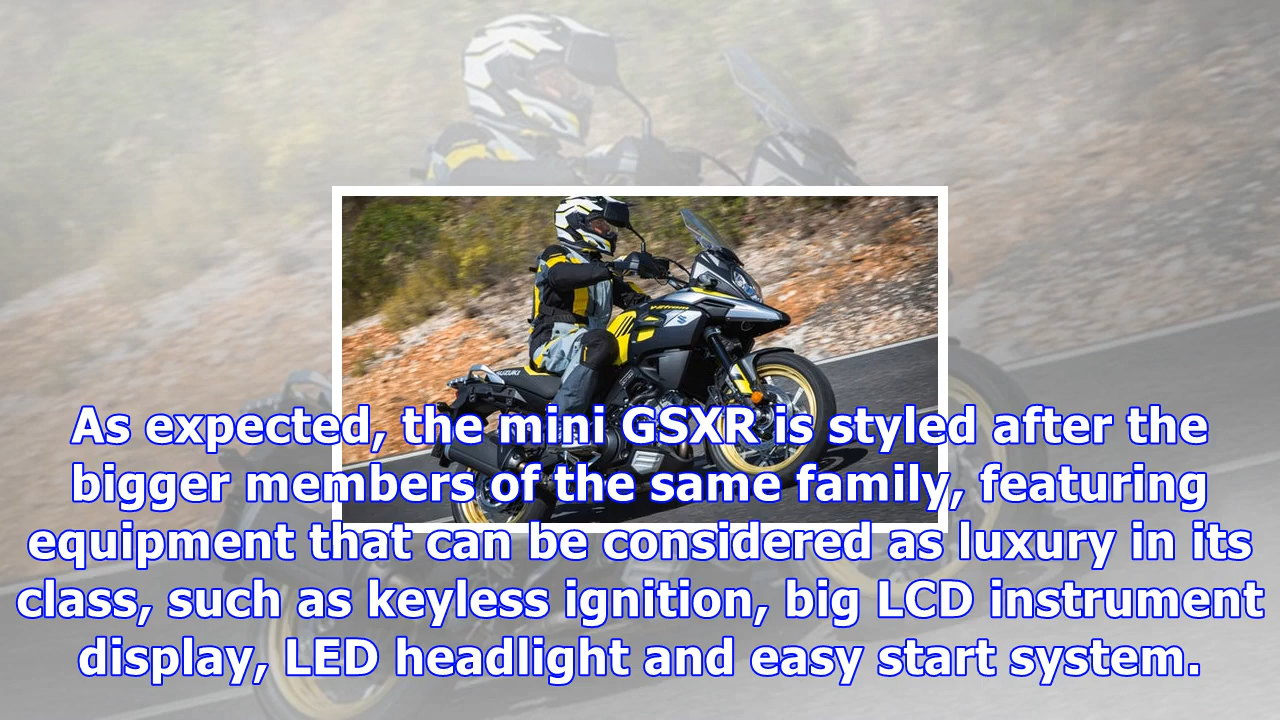 V-Strom
S
SUZUKI
As expected, the mini GSXR is styled after the
bigger members of the same family, featuring
equipment that can be considered as luxury in its
class, such as keyless ignition, big LCD instrument
display, LED headlight and easy start system.